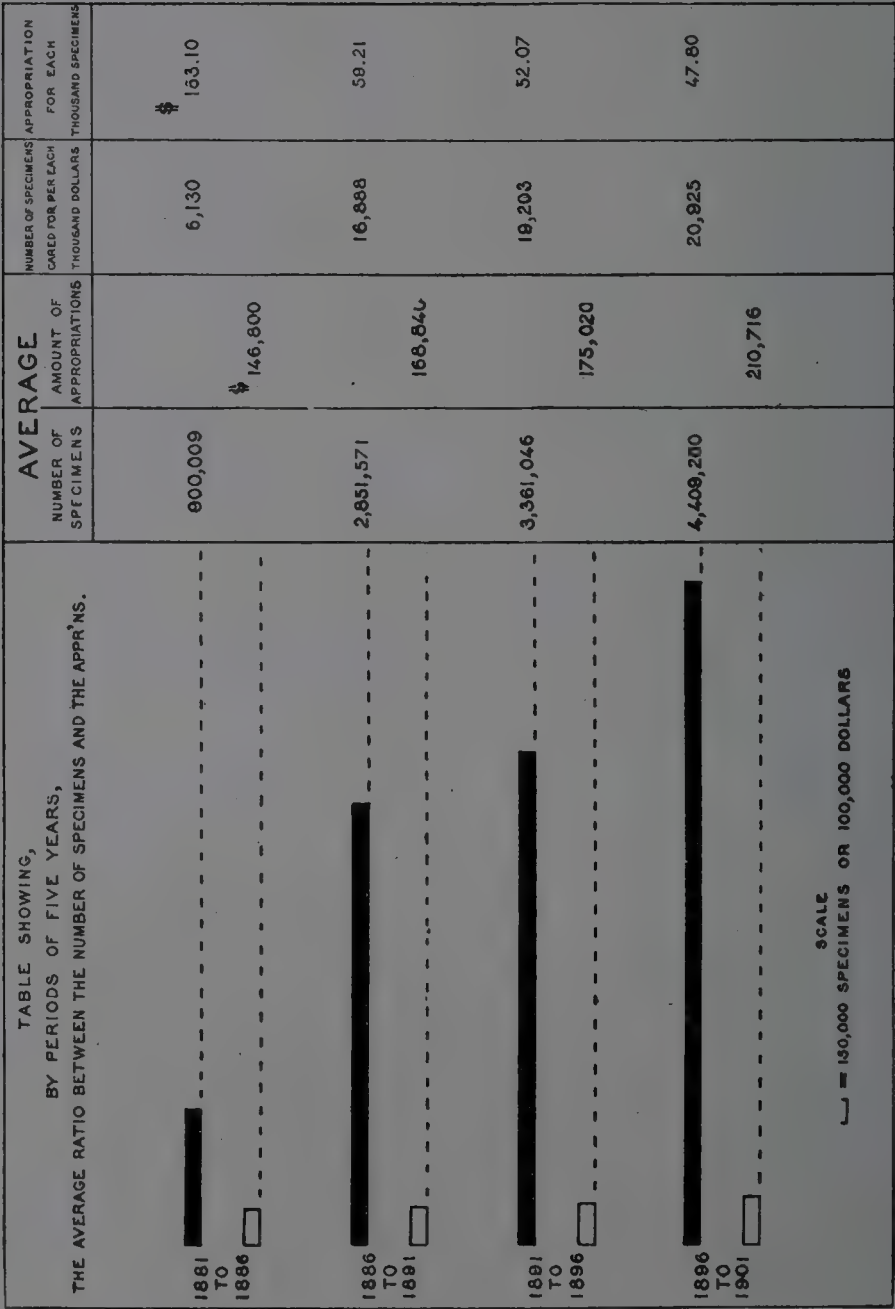 TABLE SHOWING,
BY PERIODS OF FIVE YEARS,
THE AVERAGE RATIO BETWEEN THE NUMBER OF SPECIMENS AND THE APPR'NS.
AVERAGE
NUMBER OF
SPECIMENS
AMOUNT OF
APPROPRIATIONS
NUMBER OF SPECIMENS
CARED FOR PER EACH
THOUSAND DOLLARS
APPROPRIATION
FOR EACH
THOUSAND SPECIMENS
1881
TO
1886
900,009
$ 146,800
6,130
$ 163.10
1886
TO
1891
2,851,571
168,840
16,888
59.21
1891
TO
1896
3,361,046
175,020
19,203
52.07
1896
TO
1901
4,409,280
210,716
20,925
47.80
SCALE
= 150,000 SPECIMENS OR 100,000 DOLLARS